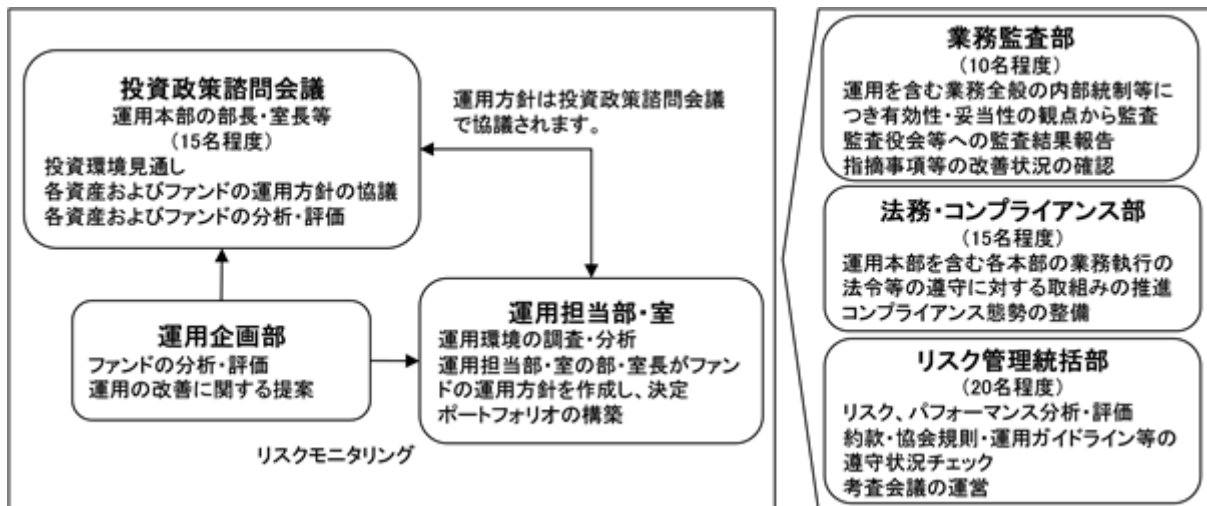 投資政策諮問会議
運用本部の部長・室長等
(15名程度)
投資環境見通し
各資産およびファンドの運用方針の協議
各資産およびファンドの分析・評価
運用方針は投資政策諮問会議
で協議されます。
運用企画部
ファンドの分析・評価
運用の改善に関する提案
運用担当部・室
運用環境の調査・分析
運用担当部・室の部・室長がファン
ドの運用方針を作成し、決定
ポートフォリオの構築
リスクモニタリング
業務監査部
(10名程度)
運用を含む業務全般の内部統制等に
つき有効性・妥当性の観点から監査
監査役会等への監査結果報告
指摘事項等の改善状況の確認
法務・コンプライアンス部
(15名程度)
運用本部を含む各本部の業務執行の
法令等の遵守に対する取組みの推進
コンプライアンス態勢の整備
リスク管理統括部
(20名程度)
リスク、パフォーマンス分析・評価
約款・協会規則・運用ガイドライン等の
遵守状況チェック
考査会議の運営